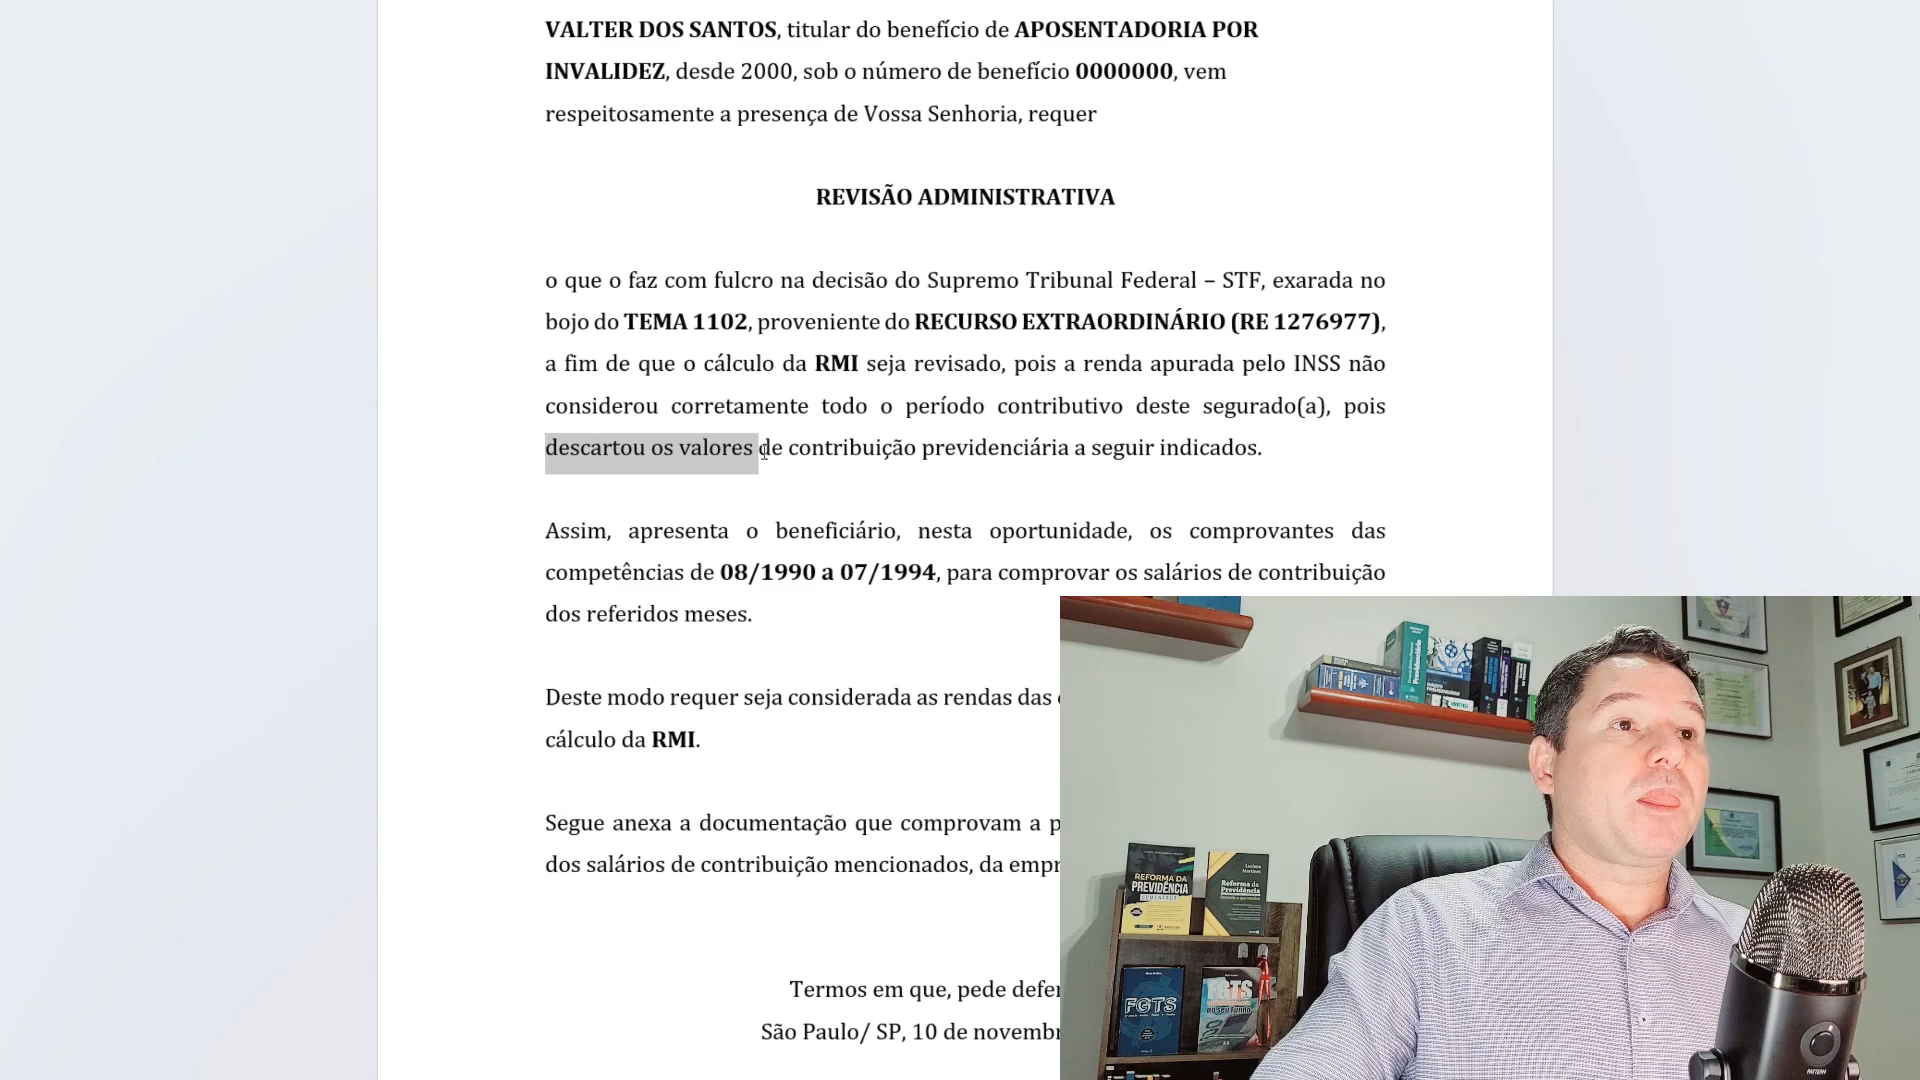 VALTER DOS SANTOS, titular do benefício de APOSENTADORIA POR
INVALIDEZ, desde 2000, sob o número de benefício 0000000, vem
respeitosamente a presença de Vossa Senhoria, requer
REVISÃO ADMINISTRATIVA
o que o faz com fulcro na decisão do Supremo Tribunal Federal – STF, exarada no
bojo do TEMA 1102, proveniente do RECURSO EXTRAORDINÁRIO (RE 1276977),
a fim de que o cálculo da RMI seja revisado, pois a renda apurada pelo INSS não
considerou corretamente todo o período contributivo deste segurado(a), pois
descartou os valores de contribuição previdenciária a seguir indicados.
Assim, apresenta o beneficiário, nesta oportunidade, os comprovantes das
competências de 08/1990 a 07/1994, para comprovar os salários de contribuição
dos referidos meses.
Deste modo requer seja considerada as rendas das
cálculo da RMI.
Segue anexa a documentação que comprovam a
dos salários de contribuição mencionados, da
Termos em que, pede
São Paulo/ SP, 10 de
REFORMA DA
PREVIDÊNCIA
Luciano
Martinez
Reforma da
Previdência
FGTS
FGTS